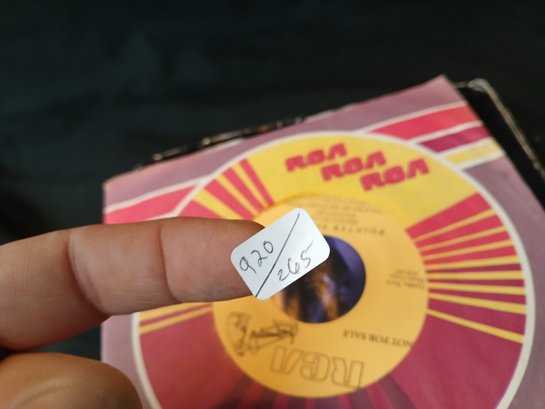 RCA
RCA
RCA
POINTER
920/265
NOT FOR SALE
RCA